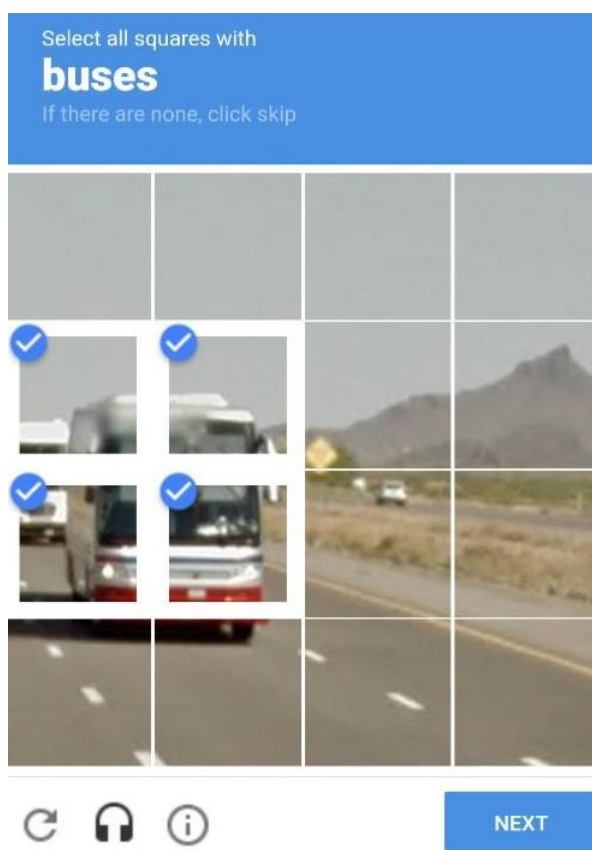 Select all squares with
buses
If there are none, click skip
NEXT